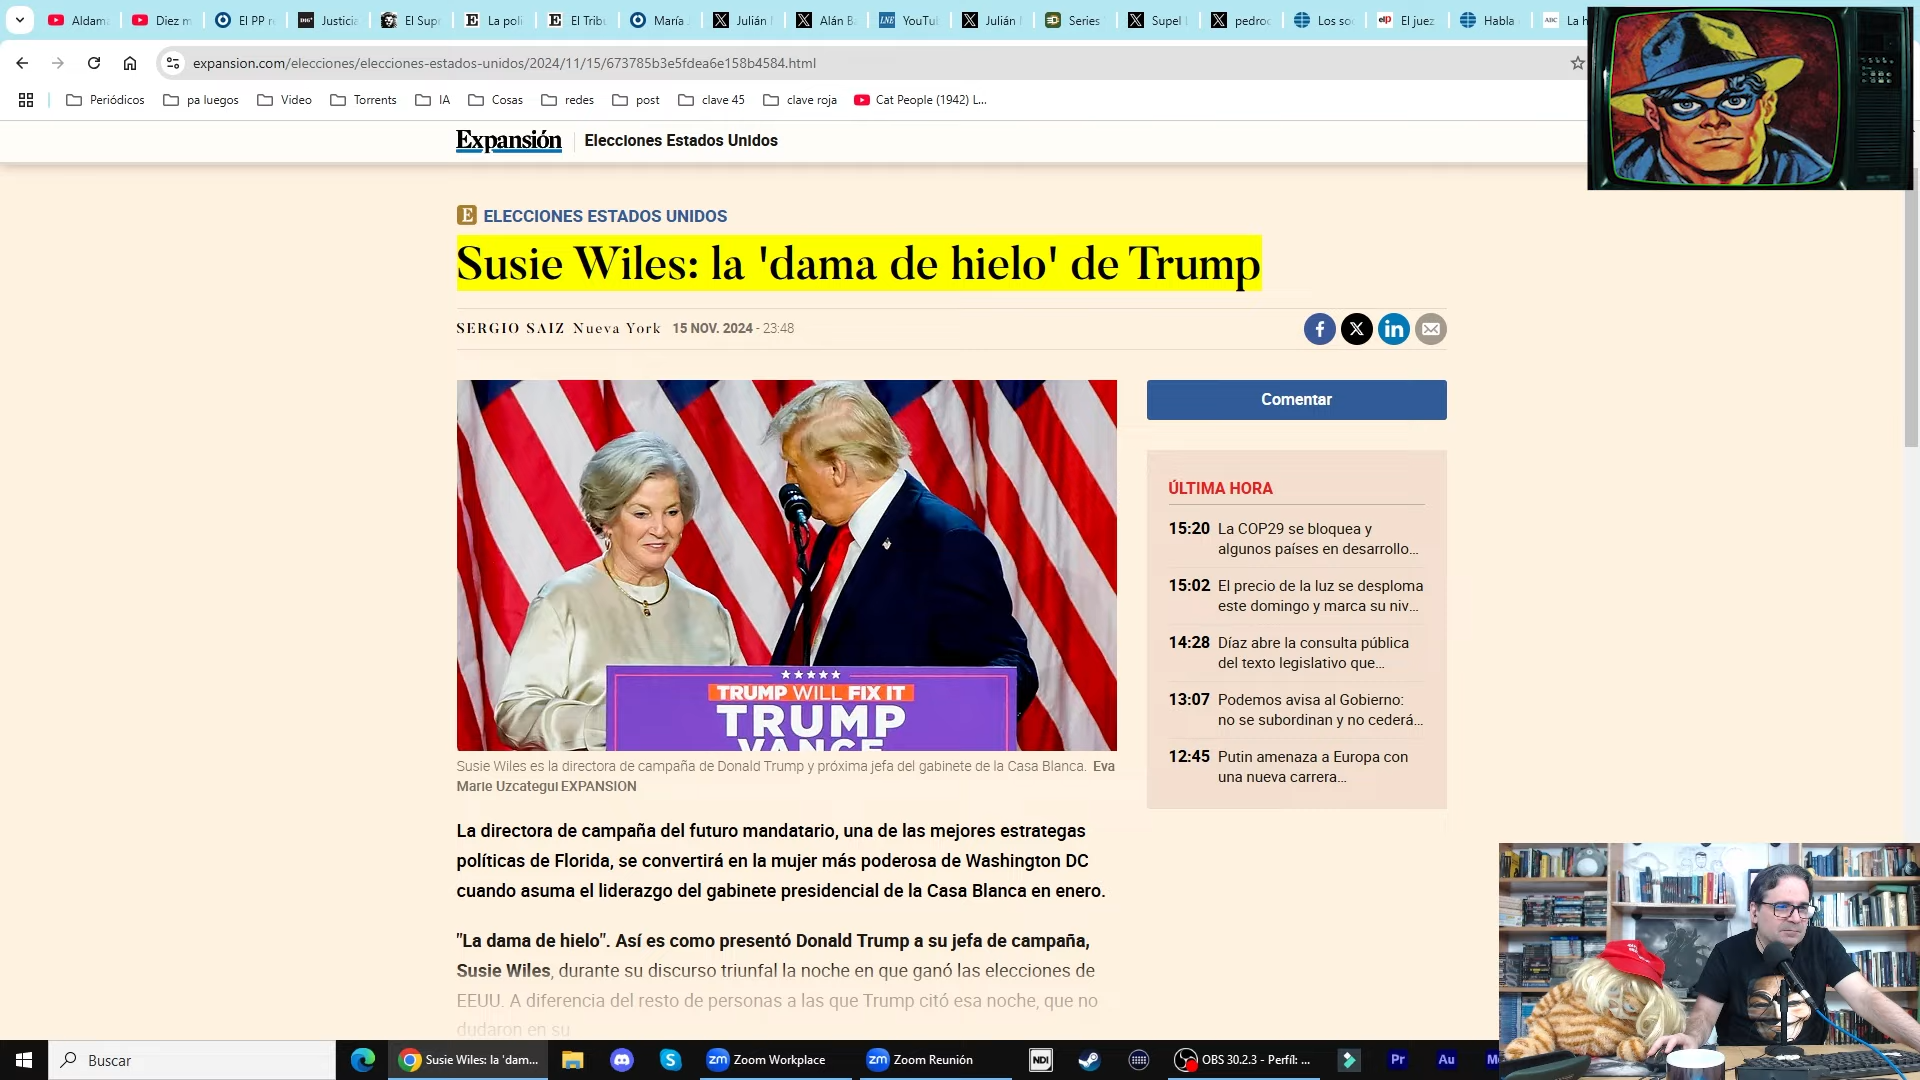 Aldam
Diez m
El PP r
Justicia
El Supr
La polí
El Tribu
María J
Julián
Alán B
YouTu
Julián
Series
Supel
pedro
Los so
El juez
Habla
La h
expansion.com/elecciones/elecciones-estados-unidos/2024/11/15/673785b3e5fdea6e158b4584.html
Periódicos
pa luegos
Video
Torrents
IA
Cosas
redes
post
clave 45
clave roja
Cat People (1942) L...
Expansión
Elecciones Estados Unidos
E ELECCIONES ESTADOS UNIDOS
Susie Wiles: la 'dama de hielo' de Trump
SERGIO SAIZ Nueva York 15 NOV. 2024 - 23:48
Comentar
TRUMP WILL FIX IT
TRUMP
VANCE
ÚLTIMA HORA
15:20 La COP29 se bloquea y
algunos países en desarrollo...
15:02 El precio de la luz se desploma
este domingo y marca su niv...
14:28 Díaz abre la consulta pública
del texto legislativo que...
13:07 Podemos avisa al Gobierno:
no se subordinan y no cederá...
12:45 Putin amenaza a Europa con
una nueva carrera...
Susie Wiles es la directora de campaña de Donald Trump y próxima jefa del gabinete de la Casa Blanca. Eva
Marie Uzcategui EXPANSION
La directora de campaña del futuro mandatario, una de las mejores estrategas
políticas de Florida, se convertirá en la mujer más poderosa de Washington DC
cuando asuma el liderazgo del gabinete presidencial de la Casa Blanca en enero.
"La dama de hielo". Así es como presentó Donald Trump a su jefa de campaña,
Susie Wiles, durante su discurso triunfal la noche en que ganó las elecciones de
EEUU. A diferencia del resto de personas a las que Trump citó esa noche, que no
dudaron en su
Buscar
Susie Wiles: la 'dam...
Zoom Workplace
Zoom Reunión
NDI
OBS 30.2.3 - Perfil: ...
Pr
Au